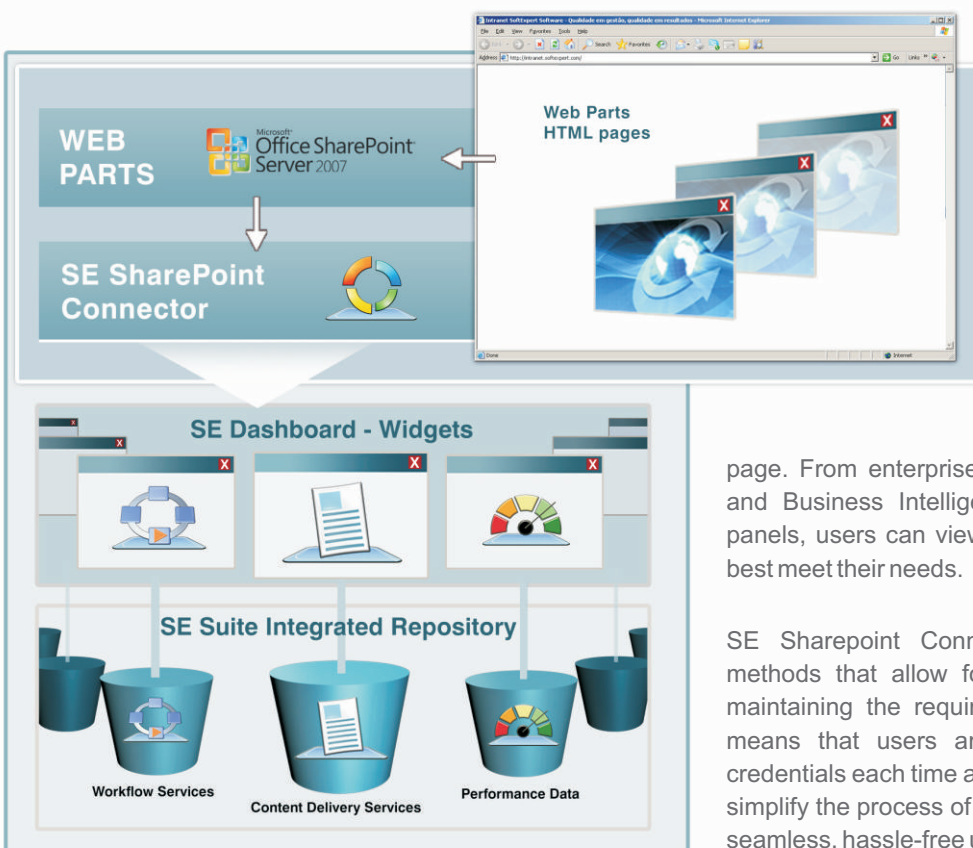 Intranet SoftExpert Software - Qualidade em gestão, qualidade em resultados - Microsoft Internet Explorer
File Edit View Favorites Tools Help
Search Favorites
Address http://intranet.softexpert.com/ Go Links »
Web Parts
HTML pages
Done Internet
WEB
PARTS
Microsoft
Office SharePoint
Server 2007
SE SharePoint
Connector
SE Dashboard - Widgets
X X X X
SE Suite Integrated Repository
Workflow Services
Content Delivery Services
Performance Data
page. From enterprise
and Business Intellig
panels, users can view
best meet their needs.
SE Sharepoint Conn
methods that allow fo
maintaining the requi
means that users a
credentials each time a
simplify the process of
seamless, hassle-free